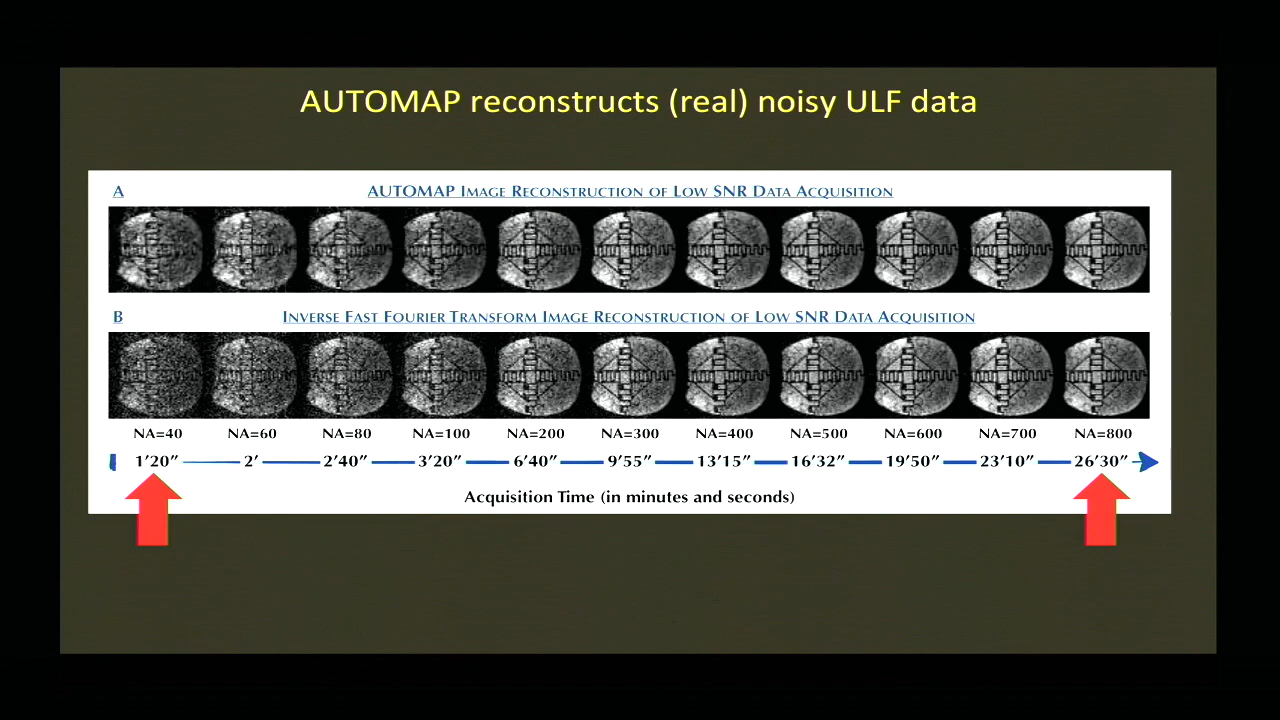 AUTOMAP reconstructs (real) noisy ULF data
A AUTOMAP IMAGE RECONSTRUCTION OF LOW SNR DATA ACQUISITION
B INVERSE FAST FOURIER TRANSFORM IMAGE RECONSTRUCTION OF LOW SNR DATA ACQUISITION
NA=40 NA=60 NA=80 NA=100 NA=200 NA=300 NA=400 NA=500 NA=600 NA=700 NA=800
1’20” 2’ 2’40” 3’20” 6’40” 9’55” 13’15” 16’32” 19’50” 23’10” 26’30”
Acquisition Time (in minutes and seconds)